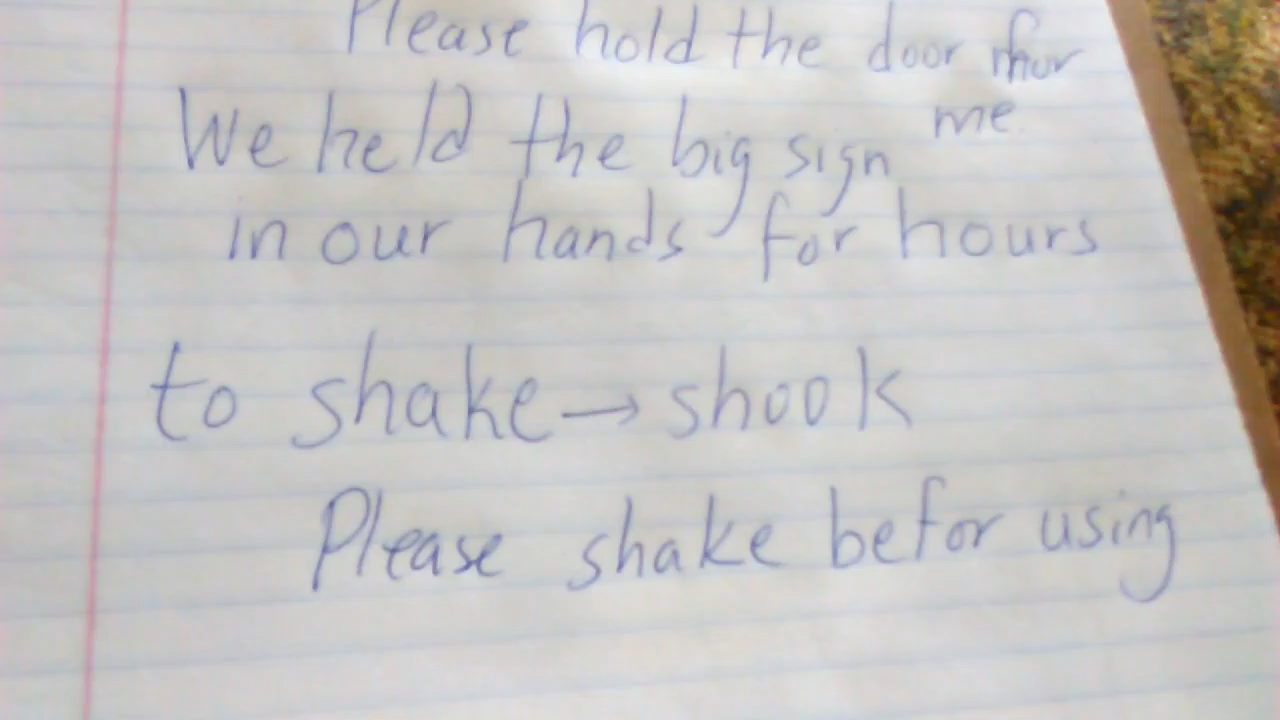 Please hold the door for
me.
We held the big sign
in our hands for hours
to shake → shook
Please shake befor using